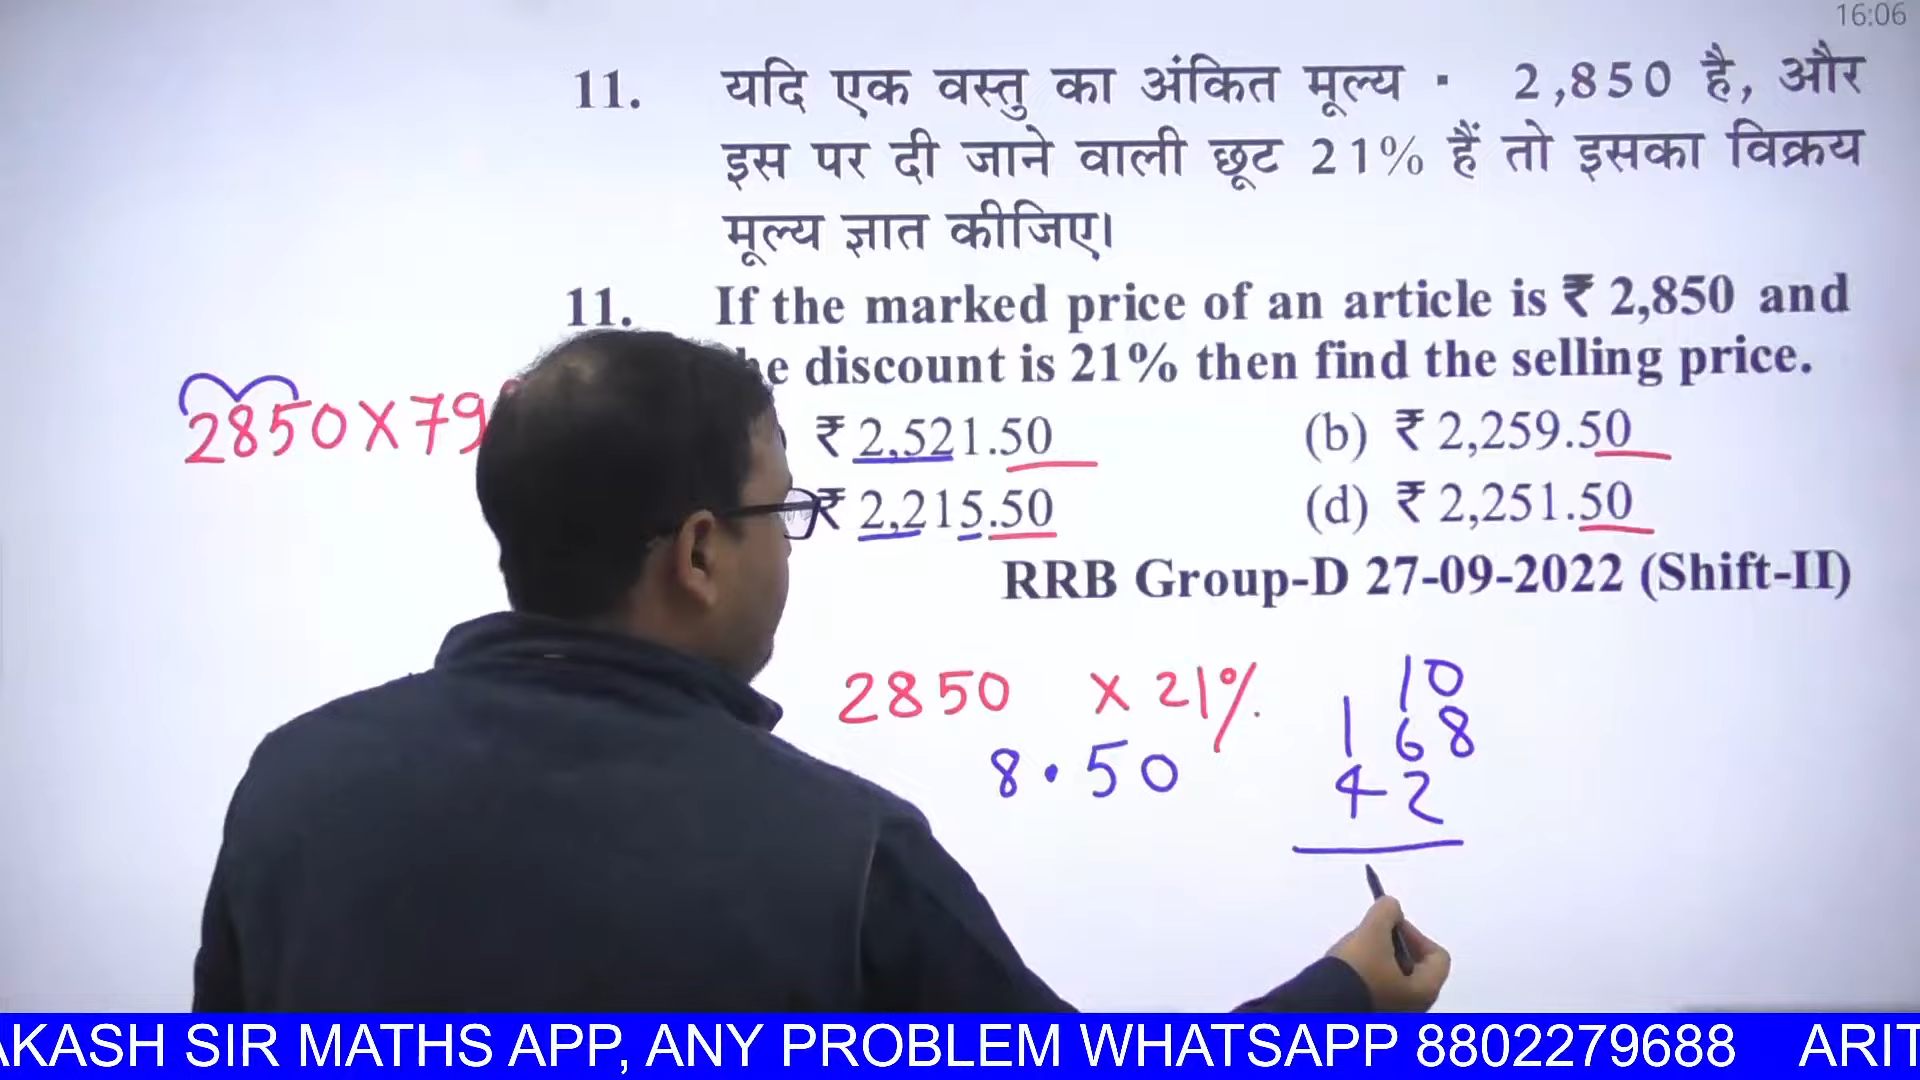 16:06
11. यदि एक वस्तु का अंकित मूल्य · 2,850 है, और
इस पर दी जाने वाली छूट 21% हैं तो इसका विक्रय
मूल्य ज्ञात कीजिए।
11. If the marked price of an article is ₹ 2,850 and
he discount is 21% then find the selling price.
2850 X 79
) ₹ 2,521.50 (b) ₹ 2,259.50
₹ 2,215.50 (d) ₹ 2,251.50
RRB Group-D 27-09-2022 (Shift-II)
2850 x 21%.
8.50
10
1 68
42
AKASH SIR MATHS APP, ANY PROBLEM WHATSAPP 8802279688 ARIT